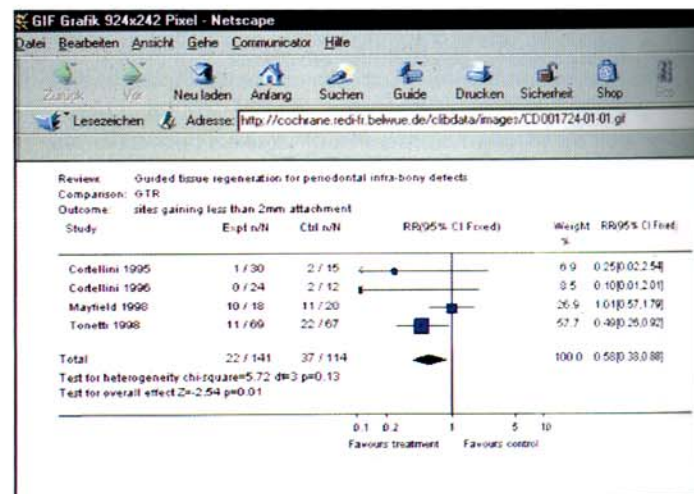 GIF Grafik 924x242 Pixel - Netscape
Datei Bearbeiten Ansicht Gehe Communicator Hilfe
Zurück Vor Neu laden Anfang Suchen Guide Drucken Sicherheit Shop
Lesezeichen Adresse: http://cochrane.redi-fr.belwue.de/clibdata/images/CD001724-01-01.gif
Review: Guided tissue regeneration for periodontal infra-bony defects
Comparison: GTR
Outcome: sites gaining less than 2mm attachment
Study Expt n/N Ctrl n/N RR(95% CI Fixed) Weight RR(95% CI Fixed)
%
Cortellini 1995 1 / 30 2 / 15 6.9 0.25[0.02,2.54]
Cortellini 1996 0 / 24 2 / 12 8.5 0.10[0.01,2.01]
Mayfield 1998 10 / 18 11 / 20 26.9 1.01[0.57,1.79]
Tonetti 1998 11 / 69 22 / 67 57.7 0.49[0.26,0.92]
Total 22 / 141 37 / 114 100.0 0.58[0.38,0.88]
Test for heterogeneity chi-square=5.72 df=3 p=0.13
Test for overall effect Z=-2.54 p=0.01
0.1 0.2 1 5 10
Favours treatment Favours control